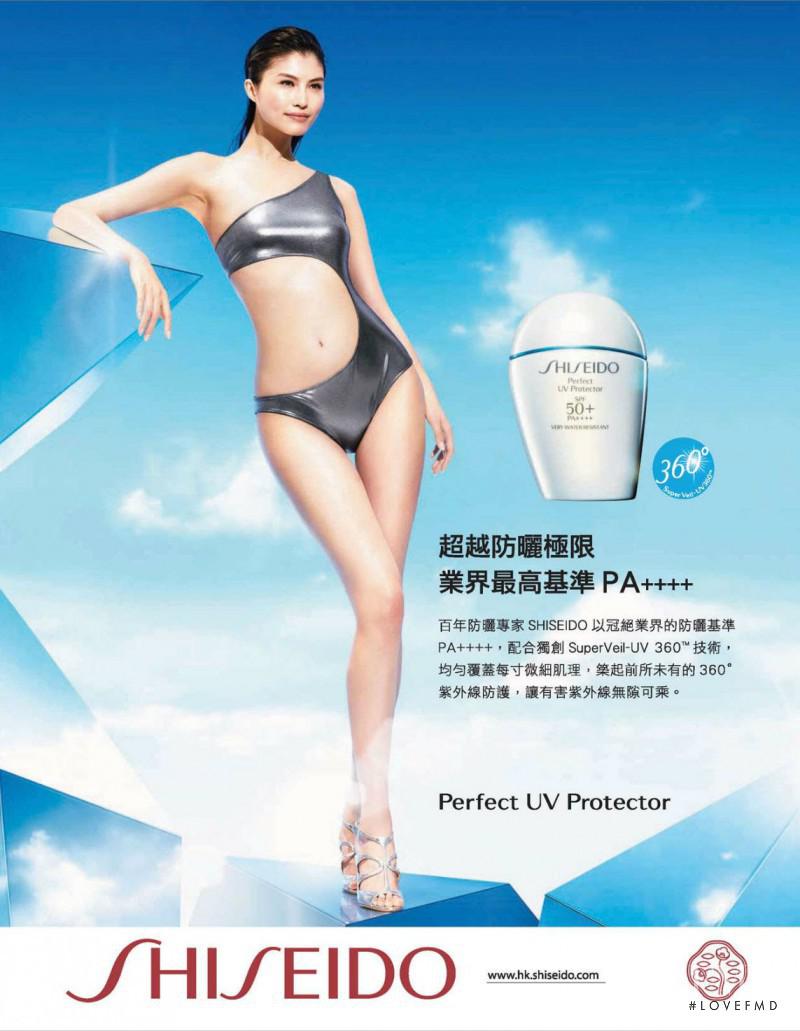 SHISEIDO
Perfect
UV Protector
SPF
50+
PA++++
VERY WATER RESISTANT
360°
SuperVeil-UV 360™
超越防曬極限
業界最高基準 PA++++
百年防曬專家 SHISEIDO 以冠絕業界的防曬基準
PA++++，配合獨創 SuperVeil-UV 360™ 技術，
均勻覆蓋每寸微細肌理，築起前所未有的 360°
紫外線防護，讓有害紫外線無隙可乘。
Perfect UV Protector
SHISEIDO
www.hk.shiseido.com
#LOVEFMD